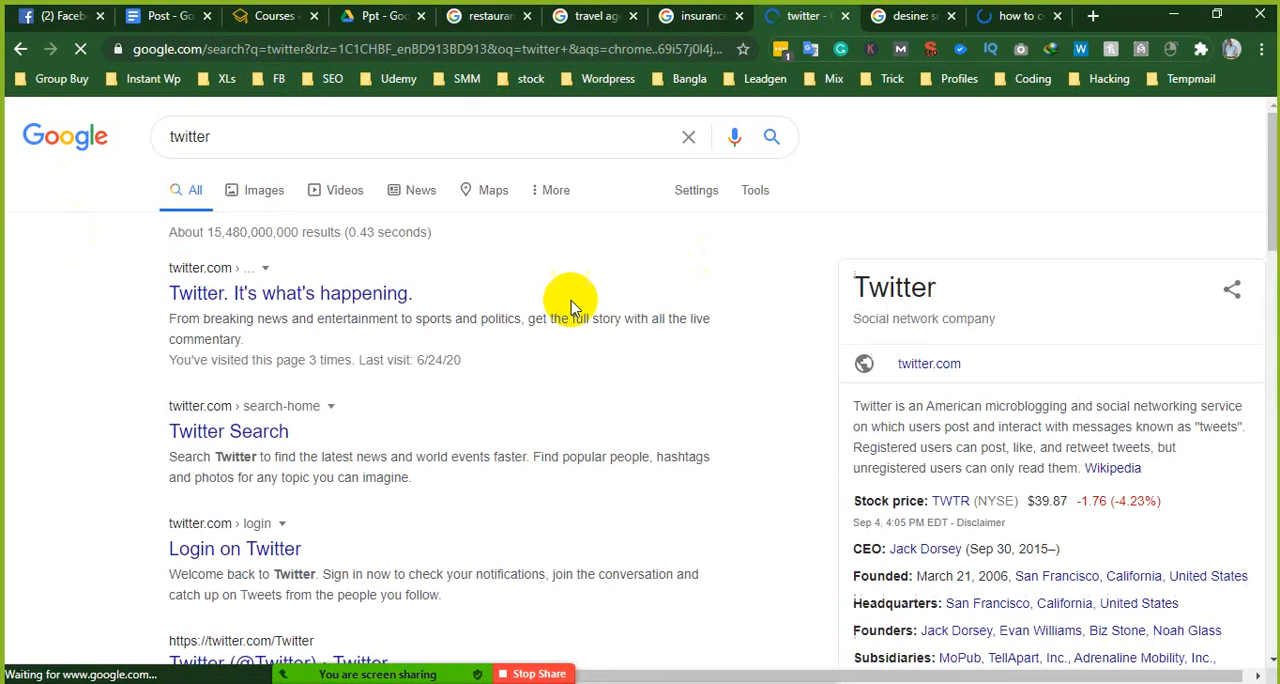 (2) Faceb
Post - Go
Courses
Ppt - Goo
restauran
travel age
insurance
twitter -
desine: s
how to c
google.com/search?q=twitter&rlz=1C1CHBF_enBD913BD913&oq=twitter+&aqs=chrome..69i57j0l4j...
Group Buy
Instant Wp
XLs
FB
SEO
Udemy
SMM
stock
Wordpress
Bangla
Leadgen
Mix
Trick
Profiles
Coding
Hacking
Tempmail
Google
twitter
All
Images
Videos
News
Maps
More
Settings
Tools
About 15,480,000,000 results (0.43 seconds)
twitter.com › ...
Twitter. It's what's happening.
From breaking news and entertainment to sports and politics, get the full story with all the live
commentary.
You've visited this page 3 times. Last visit: 6/24/20
twitter.com › search-home
Twitter Search
Search Twitter to find the latest news and world events faster. Find popular people, hashtags
and photos for any topic you can imagine.
twitter.com › login
Login on Twitter
Welcome back to Twitter. Sign in now to check your notifications, join the conversation and
catch up on Tweets from the people you follow.
https://twitter.com/Twitter
Twitter (@Twitter) · Twitter
Twitter
Social network company
twitter.com
Twitter is an American microblogging and social networking service
on which users post and interact with messages known as "tweets".
Registered users can post, like, and retweet tweets, but
unregistered users can only read them. Wikipedia
Stock price: TWTR (NYSE) $39.87 -1.76 (-4.23%)
Sep 4, 4:05 PM EDT - Disclaimer
CEO: Jack Dorsey (Sep 30, 2015–)
Founded: March 21, 2006, San Francisco, California, United States
Headquarters: San Francisco, California, United States
Founders: Jack Dorsey, Evan Williams, Biz Stone, Noah Glass
Subsidiaries: MoPub, TellApart, Inc., Adrenaline Mobility, Inc.,
Waiting for www.google.com...
You are screen sharing
Stop Share